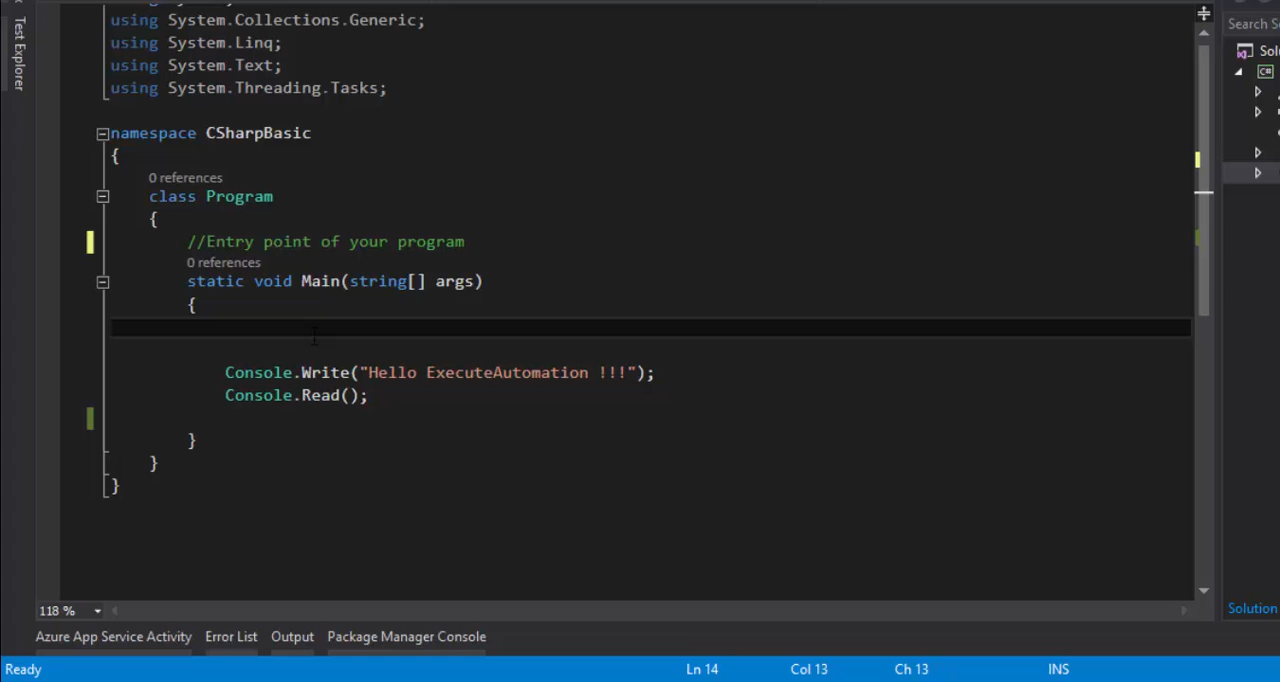 Test Explorer
using System.Collections.Generic;
using System.Linq;
using System.Text;
using System.Threading.Tasks;
namespace CSharpBasic
{
0 references
class Program
{
//Entry point of your program
0 references
static void Main(string[] args)
{
Console.Write("Hello ExecuteAutomation !!!");
Console.Read();
}
}
}
118 %
Azure App Service Activity Error List Output Package Manager Console
Ready Ln 14 Col 13 Ch 13 INS
Search S
Sol
C#
Solution